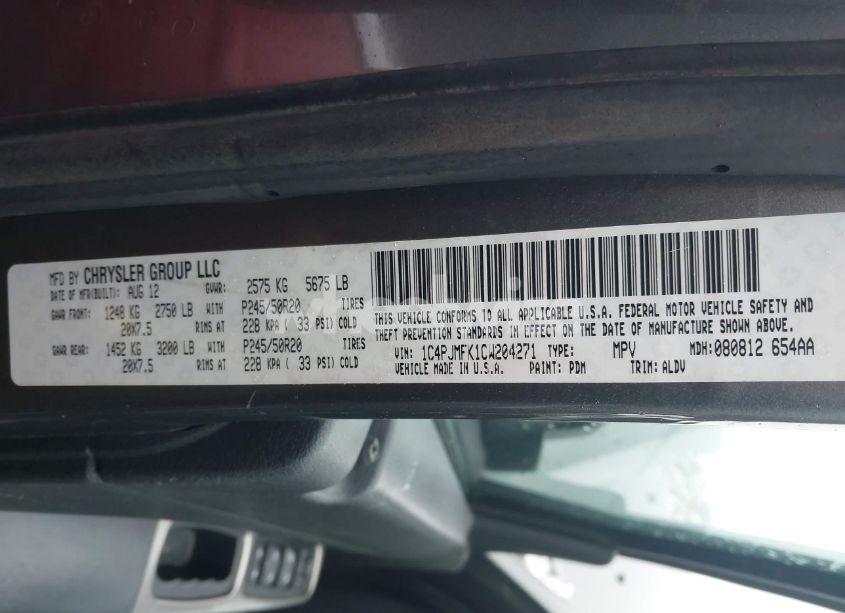 MFD BY CHRYSLER GROUP LLC
DATE OF MFR(BUILT): AUG 12 GVWR: 2575 KG 5675 LB
GAWR FRONT: 1248 KG 2750 LB WITH P245/50R20 TIRES
20X7.5 RIMS AT 228 KPA ( 33 PSI) COLD
GAWR REAR: 1452 KG 3200 LB WITH P245/50R20 TIRES
20X7.5 RIMS AT 228 KPA ( 33 PSI) COLD
THIS VEHICLE CONFORMS TO ALL APPLICABLE U.S.A. FEDERAL MOTOR VEHICLE SAFETY AND
THEFT PREVENTION STANDARDS IN EFFECT ON THE DATE OF MANUFACTURE SHOWN ABOVE.
VIN: 1C4PJMFK1CW204271 TYPE: MPV MDH:080812 654AA
VEHICLE MADE IN U.S.A. PAINT: PDM TRIM: ALDV